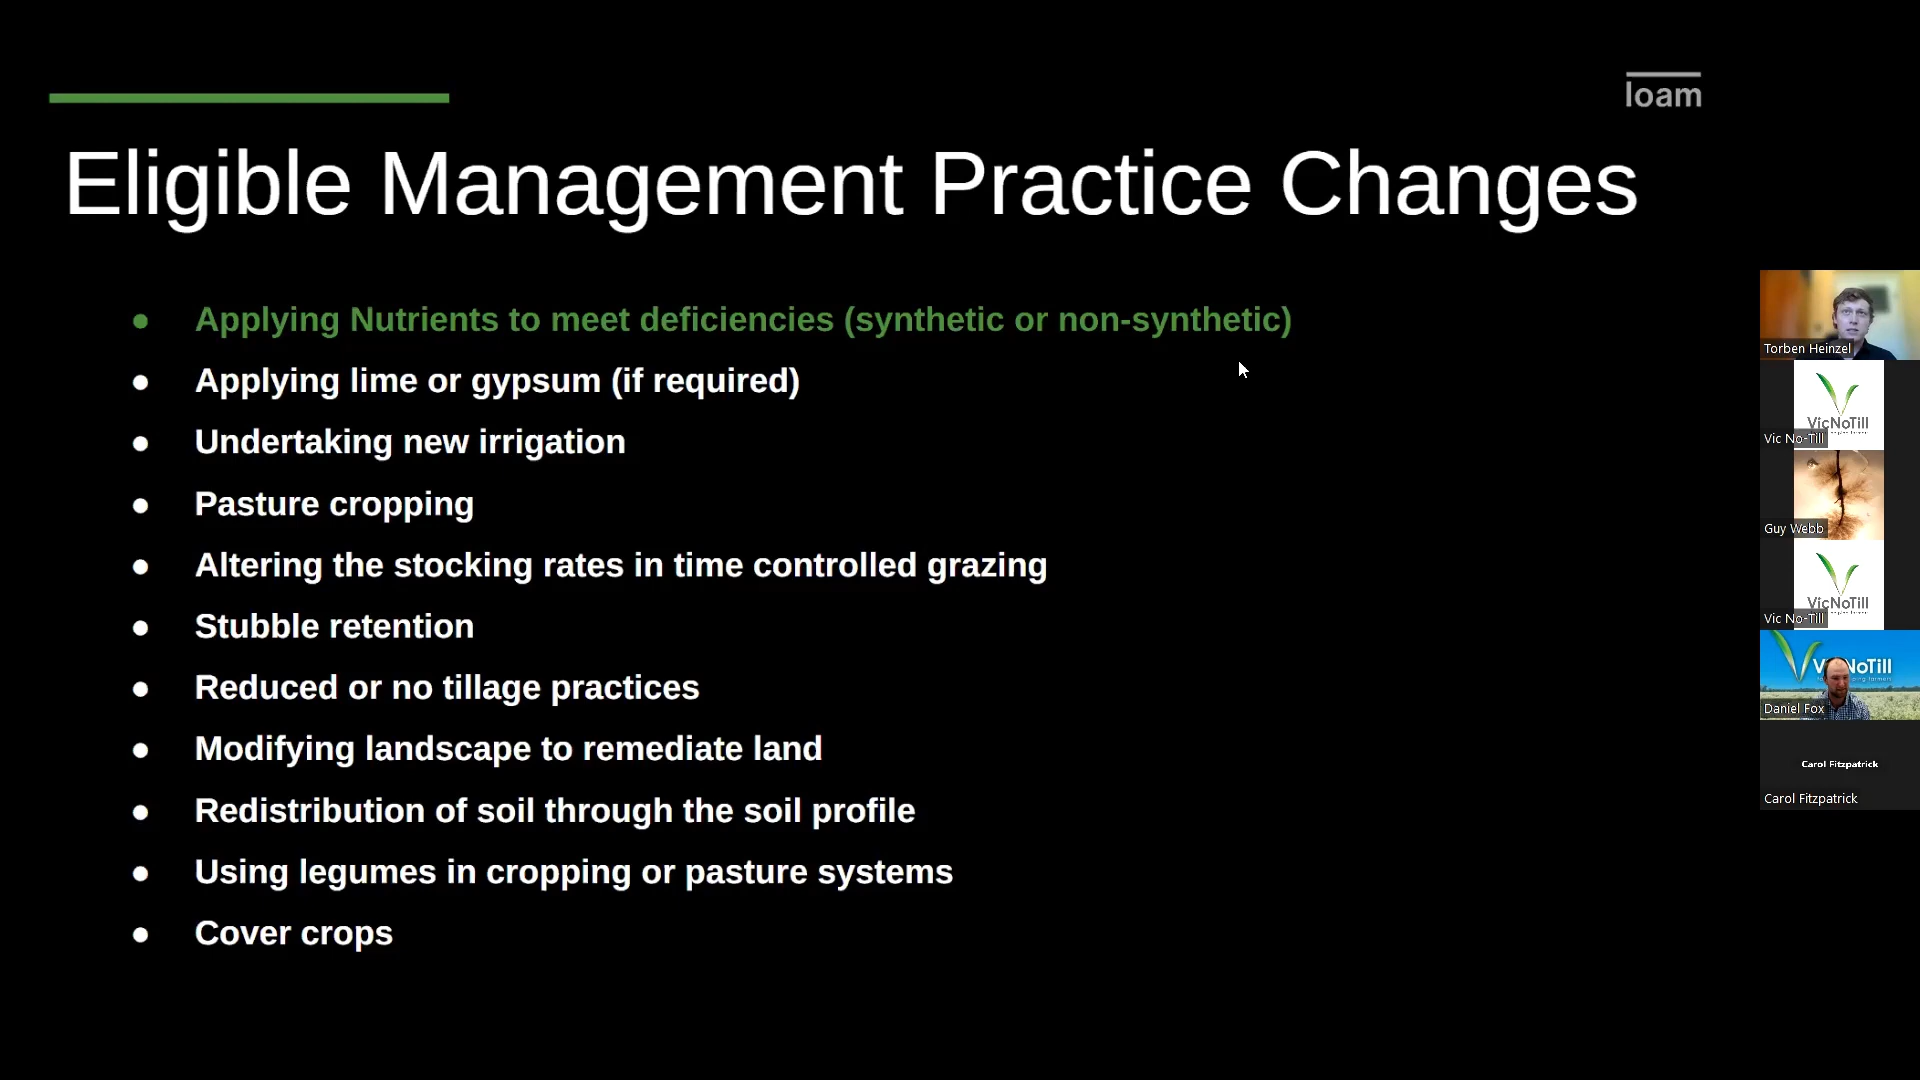 loam
Eligible Management Practice Changes
● Applying Nutrients to meet deficiencies (synthetic or non-synthetic)
● Applying lime or gypsum (if required)
● Undertaking new irrigation
● Pasture cropping
● Altering the stocking rates in time controlled grazing
● Stubble retention
● Reduced or no tillage practices
● Modifying landscape to remediate land
● Redistribution of soil through the soil profile
● Using legumes in cropping or pasture systems
● Cover crops
Torben Heinzel
VicNoTill
Vic No-Till
Guy Webb
VicNoTill
Vic No-Till
NoTill
Daniel Fox
Carol Fitzpatrick
Carol Fitzpatrick